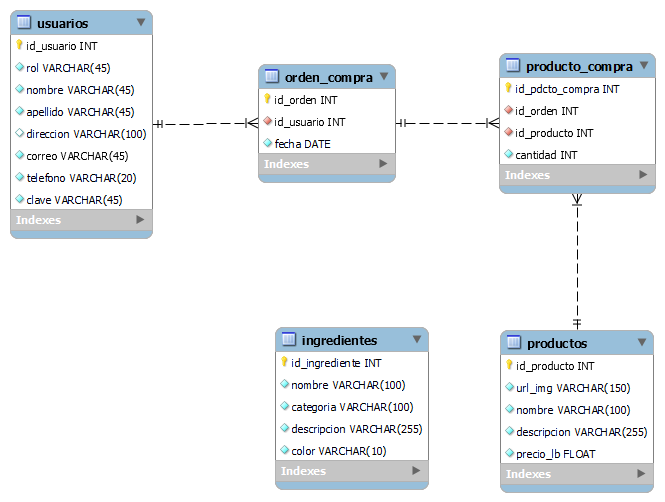 usuarios
id_usuario INT
rol VARCHAR(45)
nombre VARCHAR(45)
apellido VARCHAR(45)
direccion VARCHAR(100)
correo VARCHAR(45)
telefono VARCHAR(20)
clave VARCHAR(45)
Indexes
orden_compra
id_orden INT
id_usuario INT
fecha DATE
Indexes
producto_compra
id_pdcto_compra INT
id_orden INT
id_producto INT
cantidad INT
Indexes
ingredientes
id_ingrediente INT
nombre VARCHAR(100)
categoria VARCHAR(100)
descripcion VARCHAR(255)
color VARCHAR(10)
Indexes
productos
id_producto INT
url_img VARCHAR(150)
nombre VARCHAR(100)
descripcion VARCHAR(255)
precio_lb FLOAT
Indexes